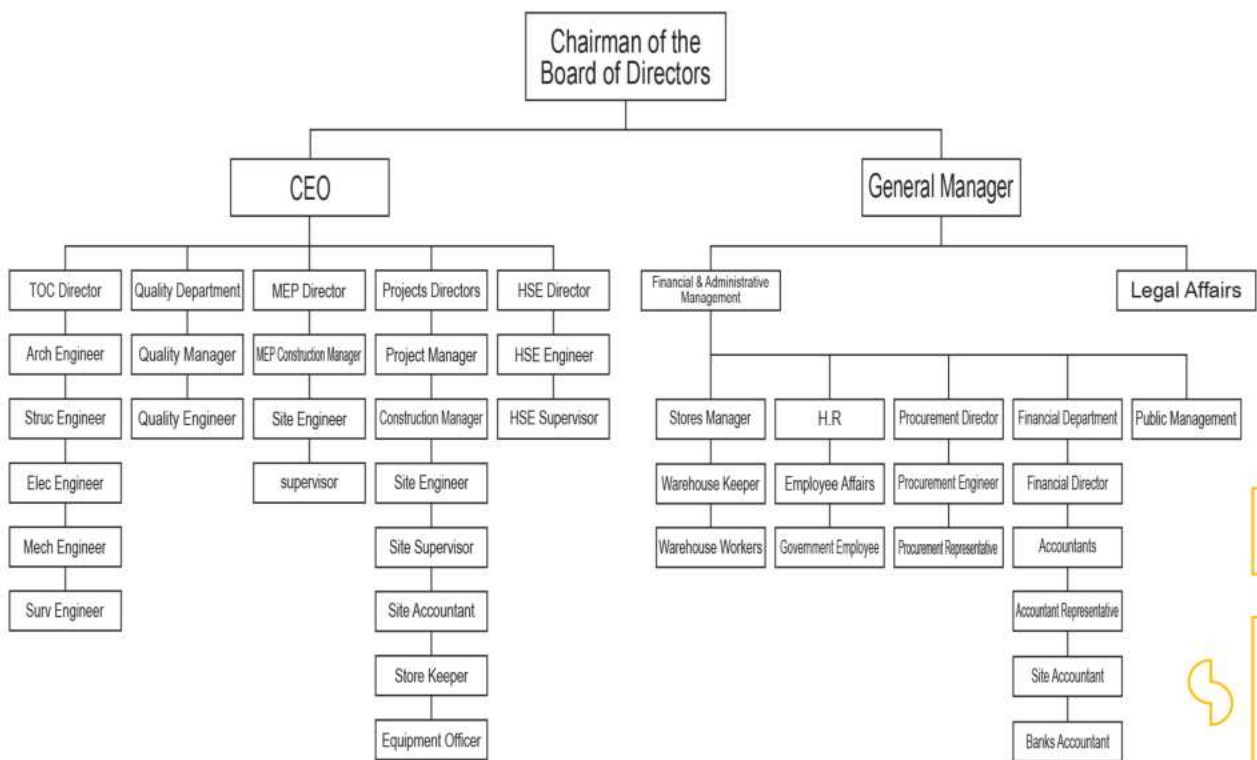 Chairman of the
Board of Directors
CEO
General Manager
TOC Director
Quality Department
MEP Director
Projects Directors
HSE Director
Financial & Administrative
Management
Legal Affairs
Arch Engineer
Quality Manager
MEP Construction Manager
Project Manager
HSE Engineer
Struc Engineer
Quality Engineer
Site Engineer
Construction Manager
HSE Supervisor
Stores Manager
H.R
Procurement Director
Financial Department
Public Management
Elec Engineer
supervisor
Site Engineer
Warehouse Keeper
Employee Affairs
Procurement Engineer
Financial Director
Mech Engineer
Site Supervisor
Warehouse Workers
Government Employee
Procurement Representative
Accountants
Surv Engineer
Site Accountant
Accountant Representative
Store Keeper
Site Accountant
Equipment Officer
Banks Accountant